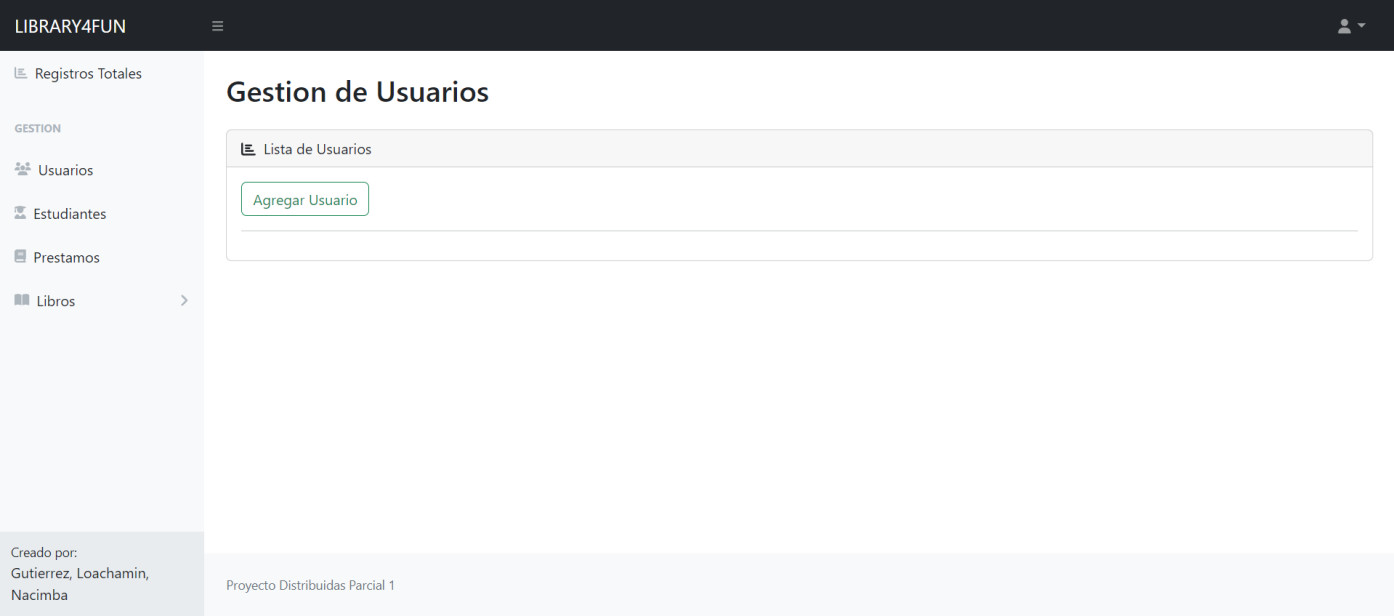 LIBRARY4FUN
Registros Totales
GESTION
Usuarios
Estudiantes
Prestamos
Libros
Creado por:
Gutierrez, Loachamin,
Nacimba
Gestion de Usuarios
Lista de Usuarios
Agregar Usuario
Proyecto Distribuidas Parcial 1